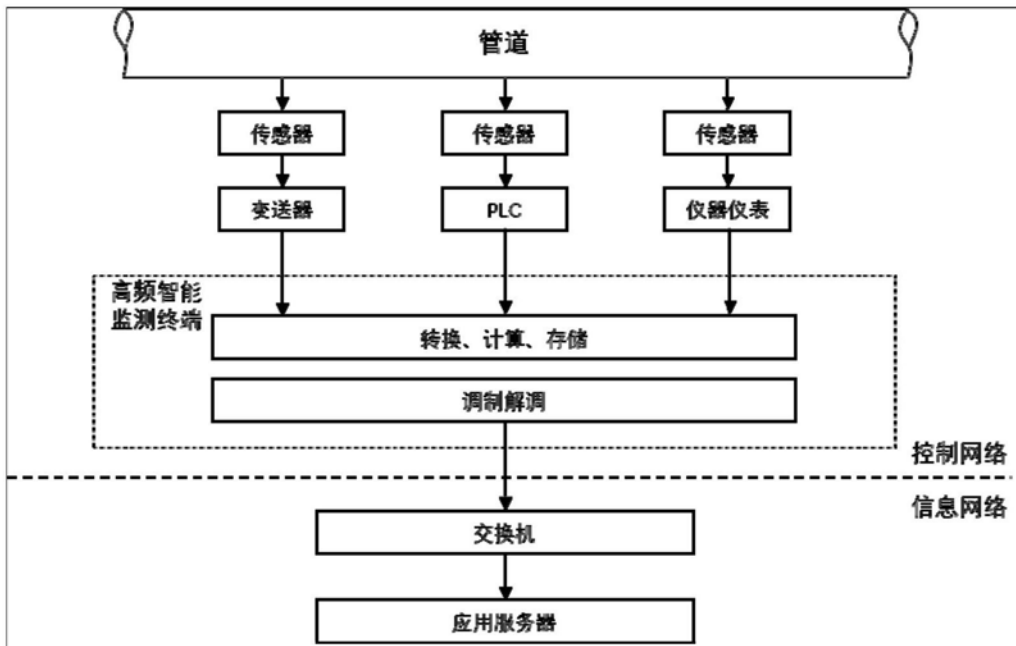 管道
传感器
传感器
传感器
变送器
PLC
仪器仪表
高频智能
监测终端
转换、计算、存储
调制解调
控制网络
信息网络
交换机
应用服务器